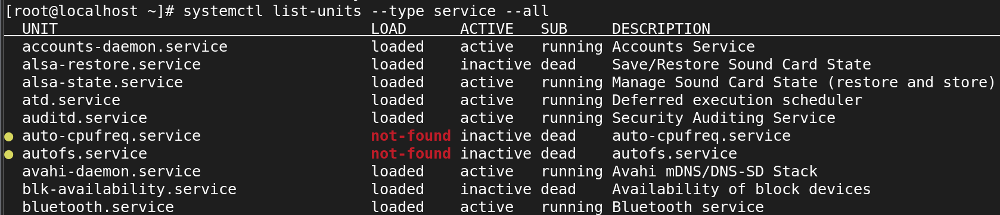 [root@localhost ~]# systemctl list-units --type service --all
UNIT LOAD ACTIVE SUB DESCRIPTION
accounts-daemon.service loaded active running Accounts Service
alsa-restore.service loaded inactive dead Save/Restore Sound Card State
alsa-state.service loaded active running Manage Sound Card State (restore and store)
atd.service loaded active running Deferred execution scheduler
auditd.service loaded active running Security Auditing Service
● auto-cpufreq.service not-found inactive dead auto-cpufreq.service
● autofs.service not-found inactive dead autofs.service
avahi-daemon.service loaded active running Avahi mDNS/DNS-SD Stack
blk-availability.service loaded inactive dead Availability of block devices
bluetooth.service loaded active running Bluetooth service